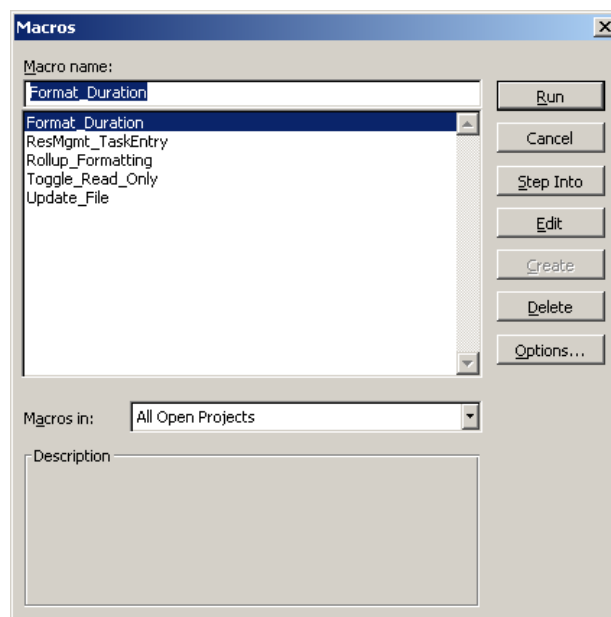 Macros
Macro name:
Format_Duration
Format_Duration
ResMgmt_TaskEntry
Rollup_Formatting
Toggle_Read_Only
Update_File
Run
Cancel
Step Into
Edit
Create
Delete
Options...
Macros in:
All Open Projects
Description